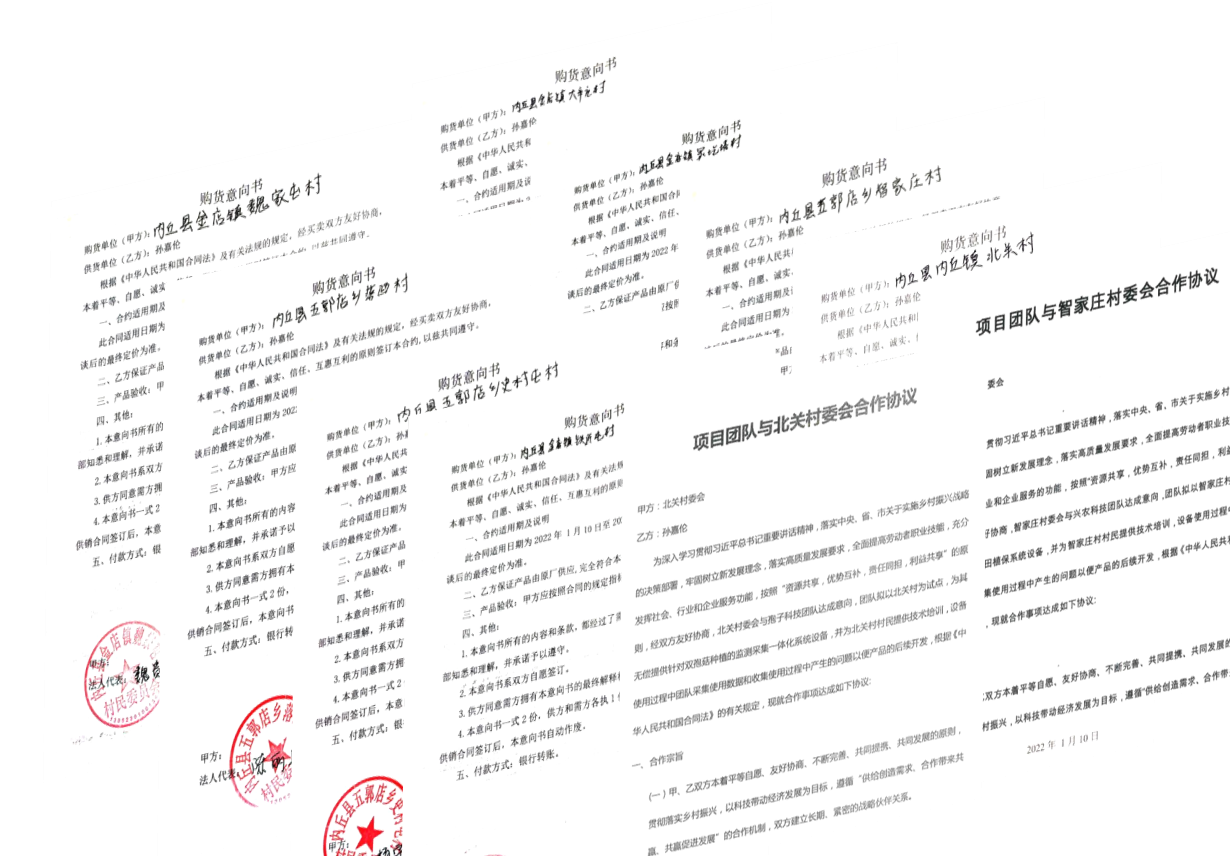 购货意向书
购货单位（甲方）：内丘县金店镇魏家屯村
供货单位（乙方）：孙嘉伦
根据《中华人民共和国合同法》及有关法规的规定，经买卖双方友好协商，
本着平等、自愿、诚实
一、合约适用期及
此合同适用日期为
谈后的最终定价为准。
二、乙方保证产品
三、产品验收：甲
四、其他：
1.本意向书所有的
部知悉和理解，并承诺
2.本意向书系双方
3.供方同意需方拥
4.本意向书一式2
供销合同签订后，本意
五、付款方式：银
甲方：
法人代表：魏
村民委员会
购货意向书
购货单位（甲方）：内丘县五郭店乡
供货单位（乙方）：孙嘉伦
根据《中华人民共和国合同法》及有关法规的规定，经买卖双方友好协商，
本着平等、自愿、诚实、信任、互惠互利的原则签订本合约，以兹共同遵守。
一、合约适用期及说明
此合同适用日期为202
谈后的最终定价为准。
二、乙方保证产品由原
三、产品验收：甲方应
四、其他：
1.本意向书所有的内容
部知悉和理解，并承诺予以
2.本意向书系双方自愿
3.供方同意需方拥有本
4.本意向书一式2份，
供销合同签订后，本意向书
五、付款方式：银行转
甲方：
法人代表：陈
内丘县五郭店乡
村民委
购货意向书
购货单位（甲方）：内丘县五郭店乡史村屯村
供货单位（乙方）：孙
根据《中华人民共
本着平等、自愿、诚实
一、合约适用期及
此合同适用日期为
谈后的最终定价为准。
二、乙方保证产品
三、产品验收：甲
四、其他：
1.本意向书所有的
部知悉和理解，并承诺
2.本意向书系双方
3.供方同意需方拥
4.本意向书一式2
供销合同签订后，本意
五、付款方式：银
甲方：
内丘县五郭店乡史
购货意向书
购货单位（甲方）：内丘县金店镇
供货单位（乙方）：孙嘉伦
根据《中华人民共和国合同法》及有关法规
本着平等、自愿、诚实、信任、互惠互利的原则
一、合约适用期及说明
此合同适用日期为2022年1月10日至20
谈后的最终定价为准。
二、乙方保证产品由原厂供应,完全符合本
三、产品验收：甲方应按照合同的规定指
四、其他：
1.本意向书所有的内容和条款，都经过了
部知悉和理解，并承诺予以遵守。
2.本意向书系双方自愿签订。
3.供方同意需方拥有本意向书的最终解释
4.本意向书一式2份，供方和需方各执1
供销合同签订后，本意向书自动作废。
五、付款方式：银行转账。
购货意向书
购货单位（甲方）：内丘县金店镇大辛庄村
供货单位（乙方）：孙嘉伦
根据《中华人民共和
本着平等、自愿、诚实、
一、合约适用期及说
购货意向书
购货单位（甲方）：内丘县金店镇
供货单位（乙方）：孙嘉伦
根据《中华人民共和国合同
本着平等、自愿、诚实、信任、
一、合约适用期及说明
此合同适用日期为2022年
谈后的最终定价为准。
二、乙方保证产品由原厂供
购货意向书
购货单位（甲方）：内丘县五郭店乡智家庄村
供货单位（乙方）：孙嘉伦
根据《中华人民共
本着平等、自愿、诚实
一、合约适用期及
此合同适用日期为
购货意向书
购货单位（甲方）：内丘县内丘镇北朱村
供货单位（乙方）：孙嘉伦
根据《中华人民共和
本着平等、自愿、诚实、信
项目团队与北关村委会合作协议
甲方：北关村委会
乙方：孙嘉伦
为深入学习贯彻习近平总书记重要讲话精神，落实中央、省、市关于实施乡村振兴战略
的决策部署，牢固树立新发展理念，落实高质量发展要求，全面提高劳动者职业技能，充分
发挥社会、行业和企业服务功能，按照“资源共享，优势互补，责任同担，利益共享”的原
则，经双方友好协商，北关村委会与孢子科技团队达成意向，团队拟以北关村为试点，为其
无偿提供针对双孢菇种植的监测采集一体化系统设备，并为北关村村民提供技术培训，设备
使用过程中团队采集使用数据和收集使用过程中产生的问题以便产品的后续开发，根据《中
华人民共和国合同法》的有关规定，现就合作事项达成如下协议:
一、合作宗旨
(一）甲、乙双方本着平等自愿、友好协商、不断完善、共同提携、共同发展的原则，
贯彻落实乡村振兴，以科技带动经济发展为目标，遵循“供给创造需求、合作带来共
赢、共赢促进发展”的合作机制，双方建立长期、紧密的战略伙伴关系。
项目团队与智家庄村委会合作协议
委会
贯彻习近平总书记重要讲话精神，落实中央、省、市关于实施乡村
固树立新发展理念，落实高质量发展要求，全面提高劳动者职业技
业和企业服务的功能，按照“资源共享，优势互补，责任同担，利益
好协商，智家庄村委会与兴农科技团队达成意向，团队拟以智家庄村
田植保系统设备，并为智家庄村村民提供技术培训，设备使用过程中
集使用过程中产生的问题以便产品的后续开发，根据《中华人民共和
，现就合作事项达成如下协议:
双方本着平等自愿、友好协商、不断完善、共同提携、共同发展的
村振兴，以科技带动经济发展为目标，遵循“供给创造需求、合作带来
2022年1月10日